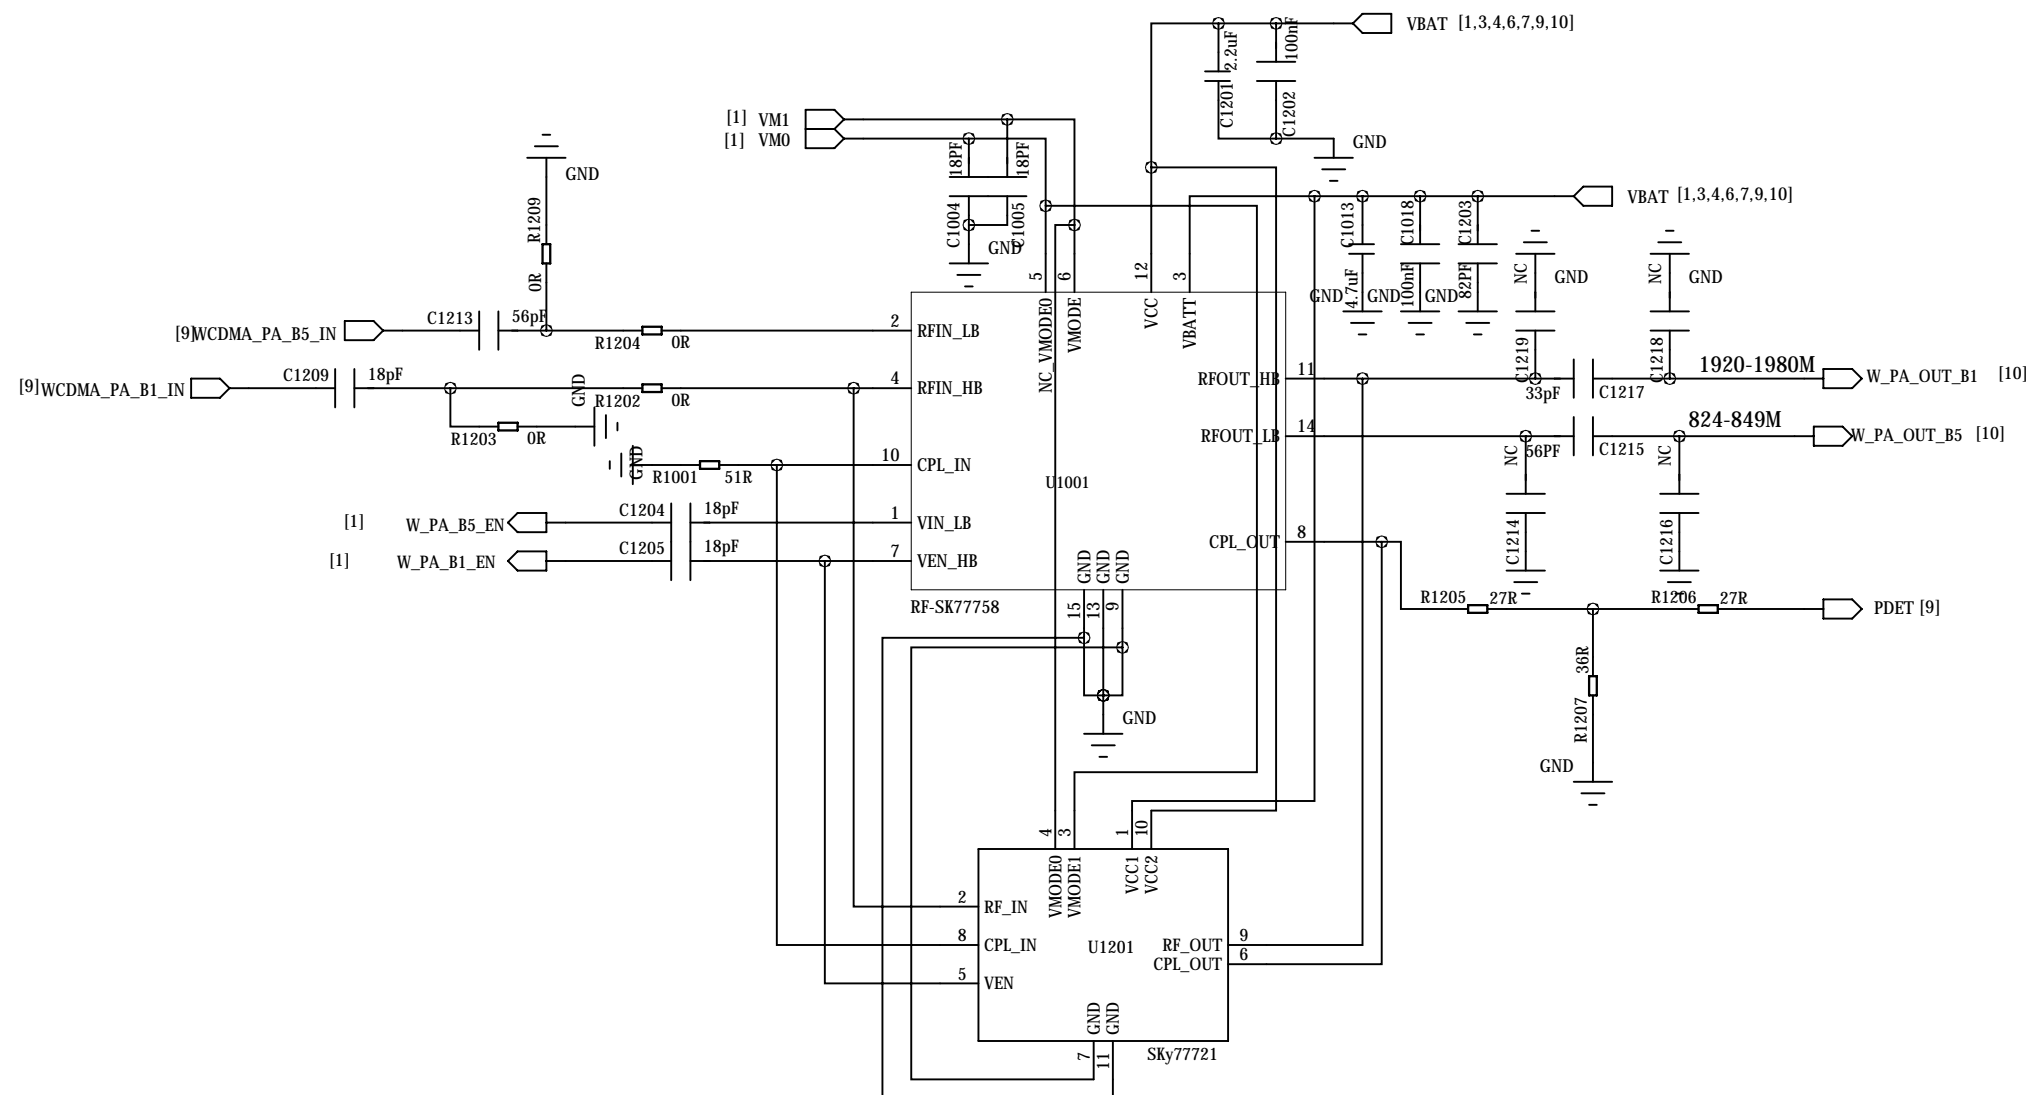 VBAT [1,3,4,6,7,9,10]
2.2uF
100nF
C1201
C1202
GND
[1] VM1
[1] VM0
18PF
18PF
C1004
C1005
GND
GND
R1209
0R
VBAT [1,3,4,6,7,9,10]
C1013
C1018
C1203
4.7uF
100nF
82PF
GND
GND
GND
NC
GND
NC
GND
C1219
C1218
5
6
12
3
NC_VMODE0
VMODE
VCC
VBATT
[9]WCDMA_PA_B5_IN
C1213
56pF
R1204
0R
2
RFIN_LB
[9]WCDMA_PA_B1_IN
C1209
18pF
GND
R1202
0R
4
RFIN_HB
R1203
0R
GND
R1001
51R
10
CPL_IN
[1] W_PA_B5_EN
C1204
18pF
1
VIN_LB
[1] W_PA_B1_EN
C1205
18pF
7
VEN_HB
U1001
RFOUT_HB
11
33pF
C1217
1920-1980M
W_PA_OUT_B1 [10]
RFOUT_LB
14
56PF
C1215
824-849M
W_PA_OUT_B5 [10]
NC
NC
C1214
C1216
CPL_OUT
8
R1205
27R
R1206
27R
PDET [9]
36R
R1207
GND
GND
GND
GND
15
13
9
RF-SK77758
GND
4
3
1
10
VMODE0
VMODE1
VCC1
VCC2
2
RF_IN
8
CPL_IN
5
VEN
U1201
RF_OUT
9
CPL_OUT
6
GND
GND
7
11
SKy77721